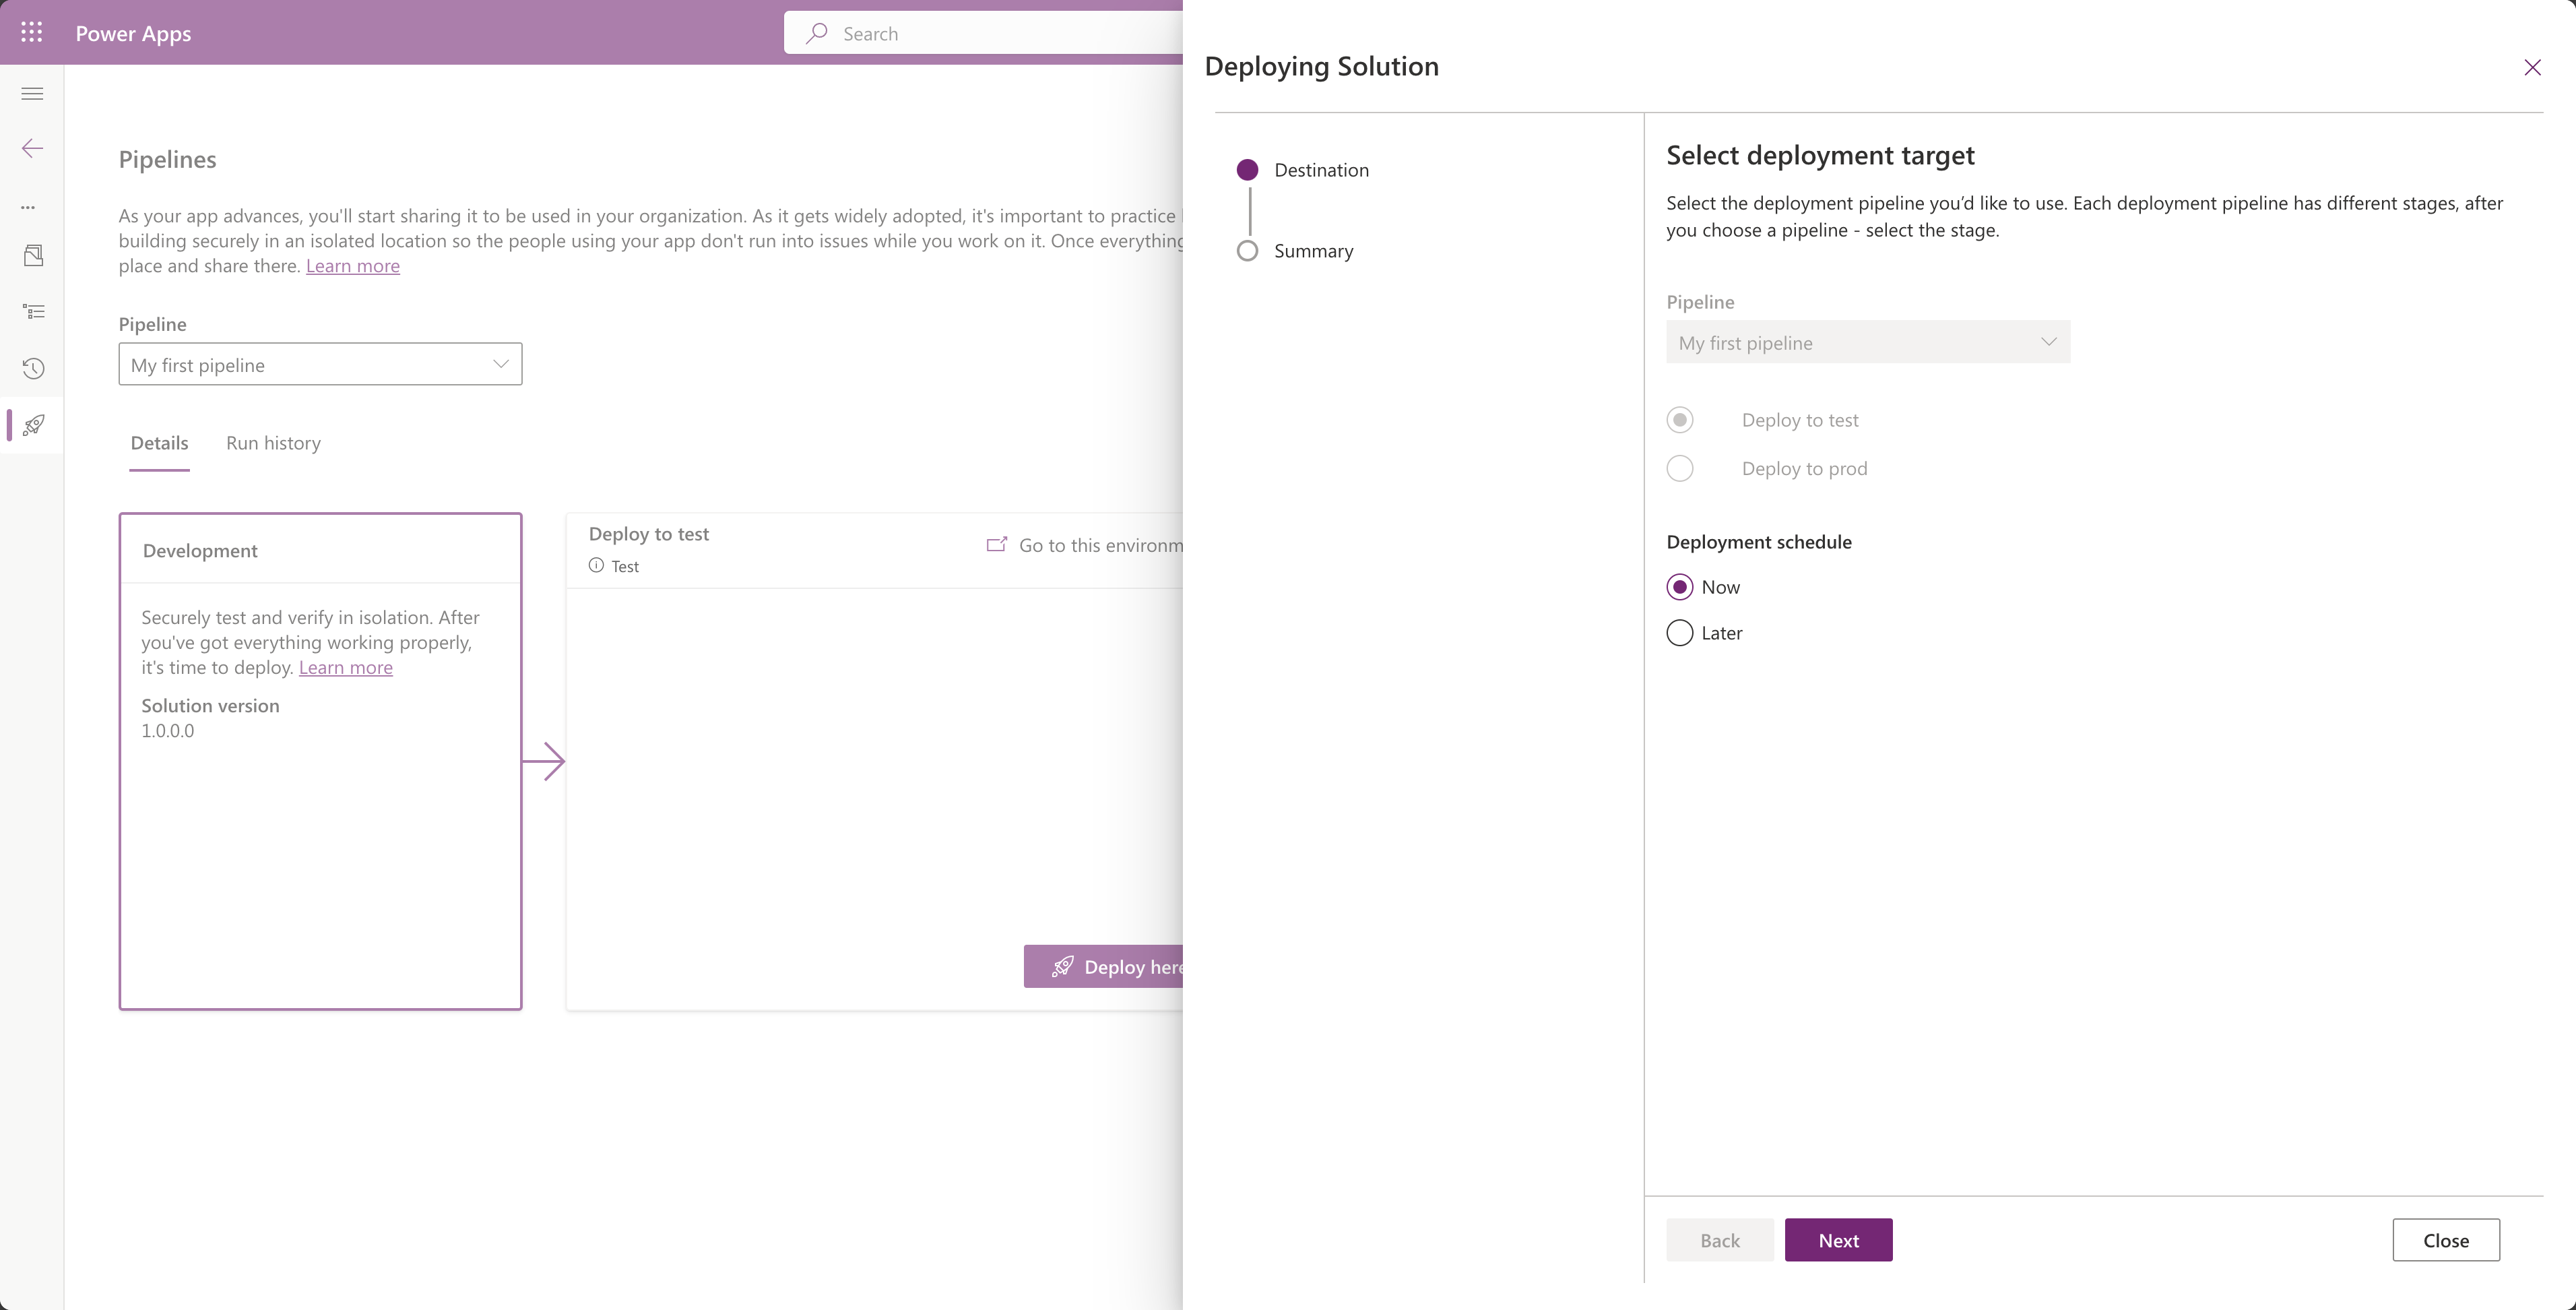 Power Apps
Search
Pipelines
As your app advances, you'll start sharing it to be used in your organization. As it gets widely adopted, it's important to practice
building securely in an isolated location so the people using your app don't run into issues while you work on it. Once everything
place and share there. Learn more
Pipeline
My first pipeline
Details
Run history
Development
Securely test and verify in isolation. After
you've got everything working properly,
it's time to deploy. Learn more
Solution version
1.0.0.0
Deploy to test
Test
Go to this environm
Deploy here
Deploying Solution
Destination
Summary
Select deployment target
Select the deployment pipeline you’d like to use. Each deployment pipeline has different stages, after
you choose a pipeline - select the stage.
Pipeline
My first pipeline
Deploy to test
Deploy to prod
Deployment schedule
Now
Later
Back
Next
Close